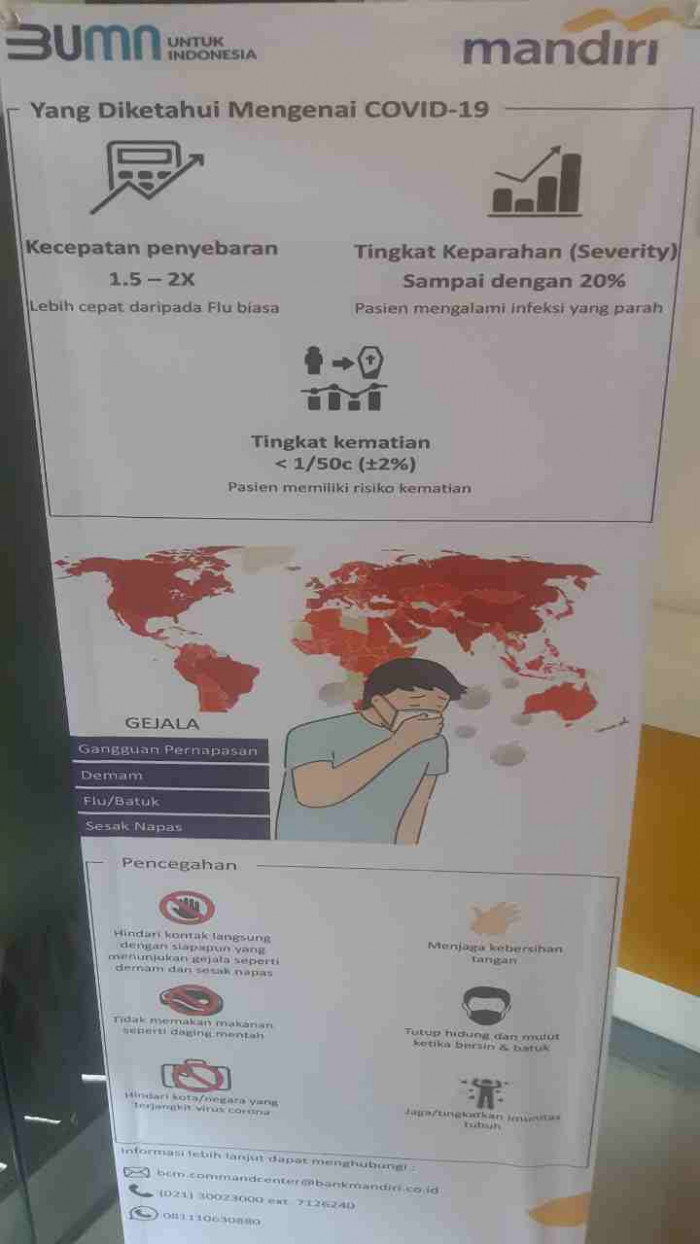 BUMN UNTUK
INDONESIA
mandiri
Yang Diketahui Mengenai COVID-19
Kecepatan penyebaran
1.5 – 2X
Lebih cepat daripada Flu biasa
Tingkat Keparahan (Severity)
Sampai dengan 20%
Pasien mengalami infeksi yang parah
Tingkat kematian
< 1/50c (±2%)
Pasien memiliki risiko kematian
GEJALA
Gangguan Pernapasan
Demam
Flu/Batuk
Sesak Napas
Pencegahan
Hindari kontak langsung
dengan siapapun yang
menunjukan gejala seperti
demam dan sesak napas
Menjaga kebersihan
tangan
Tidak memakan makanan
seperti daging mentah
Tutup hidung dan mulut
ketika bersin & batuk
Hindari kota/negara yang
terjangkit virus corona
Jaga/tingkatkan imunitas
tubuh
Informasi lebih lanjut dapat menghubungi :
bcm.commandcenter@bankmandiri.co.id
(021) 30023000 ext. 7126240
081110630880